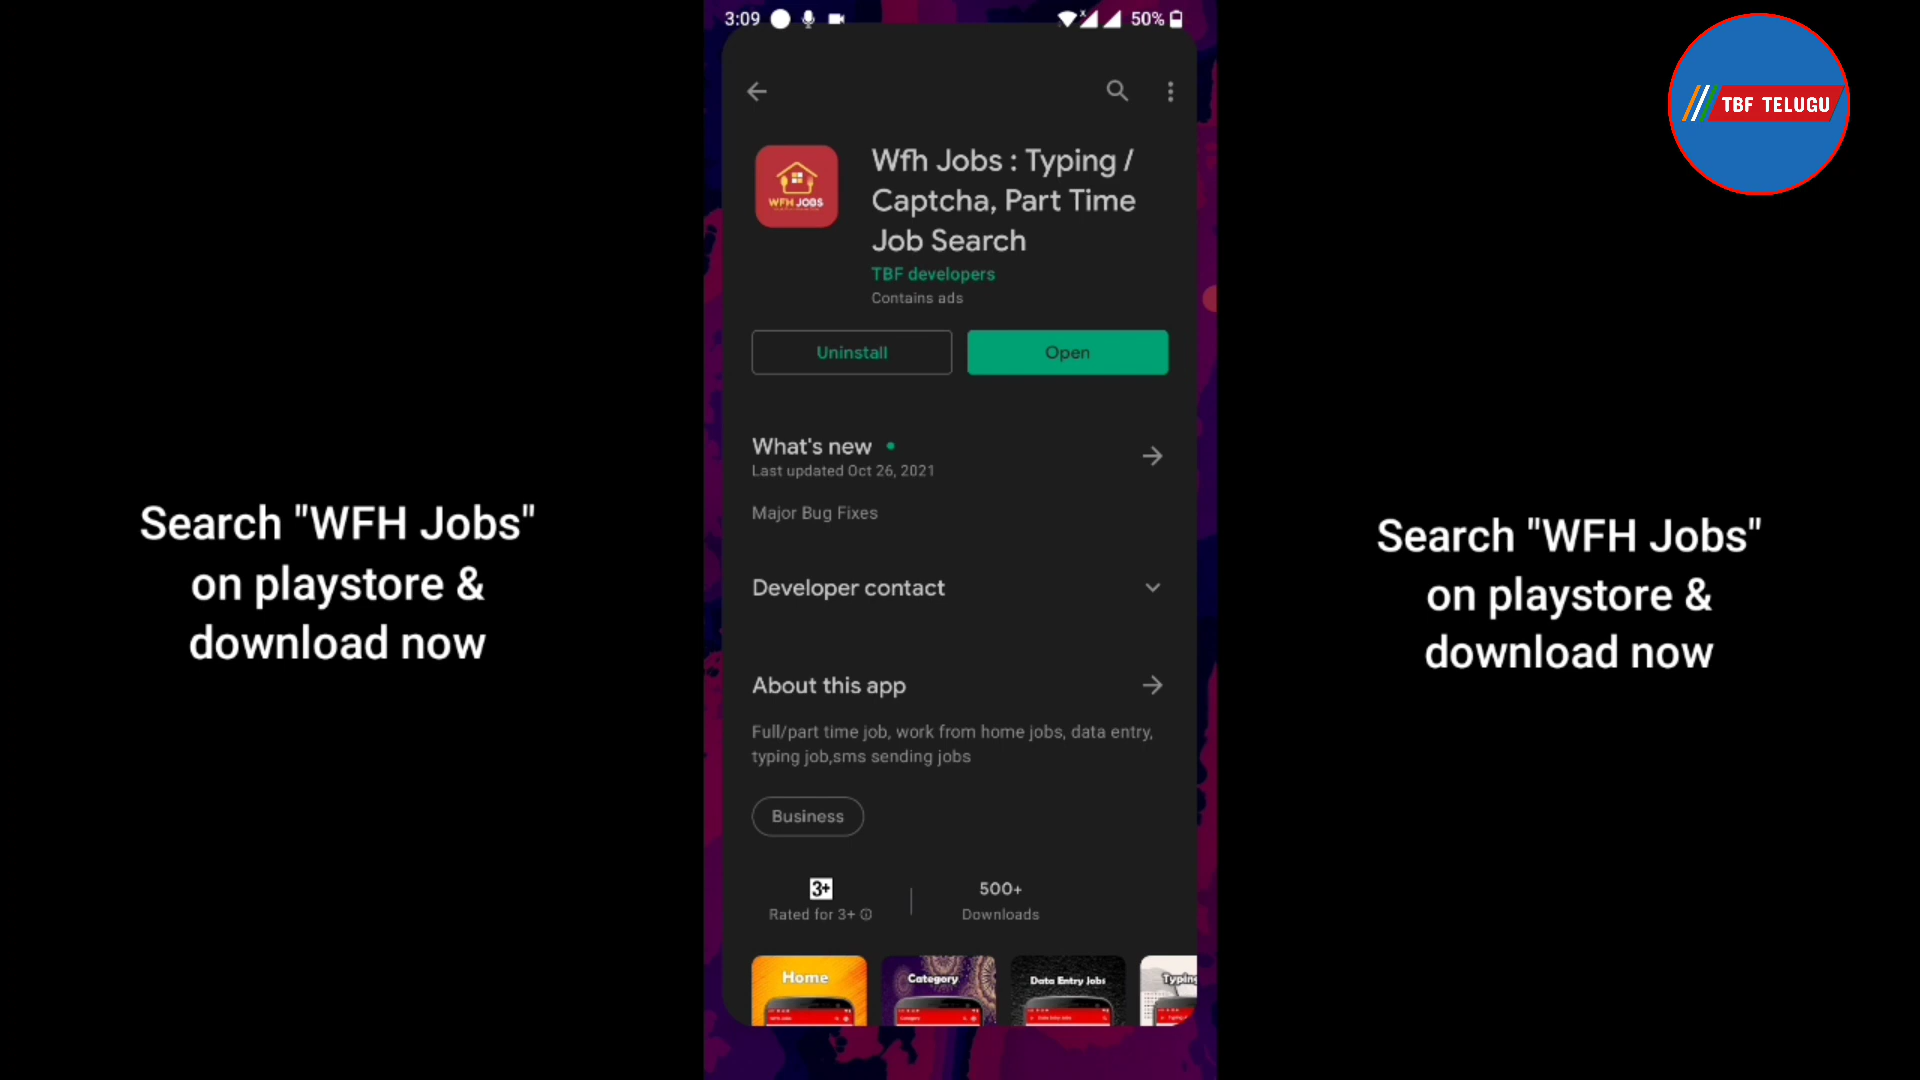 3:09
50%
TBF TELUGU
Wfh Jobs : Typing /
Captcha, Part Time
Job Search
TBF developers
Contains ads
WFH JOBS
Uninstall
Open
What's new
Last updated Oct 26, 2021
Major Bug Fixes
Developer contact
About this app
Full/part time job, work from home jobs, data entry,
typing job,sms sending jobs
Business
3+
Rated for 3+
500+
Downloads
Home
Category
Data Entry Jobs
Typing
Search "WFH Jobs"
on playstore &
download now
Search "WFH Jobs"
on playstore &
download now